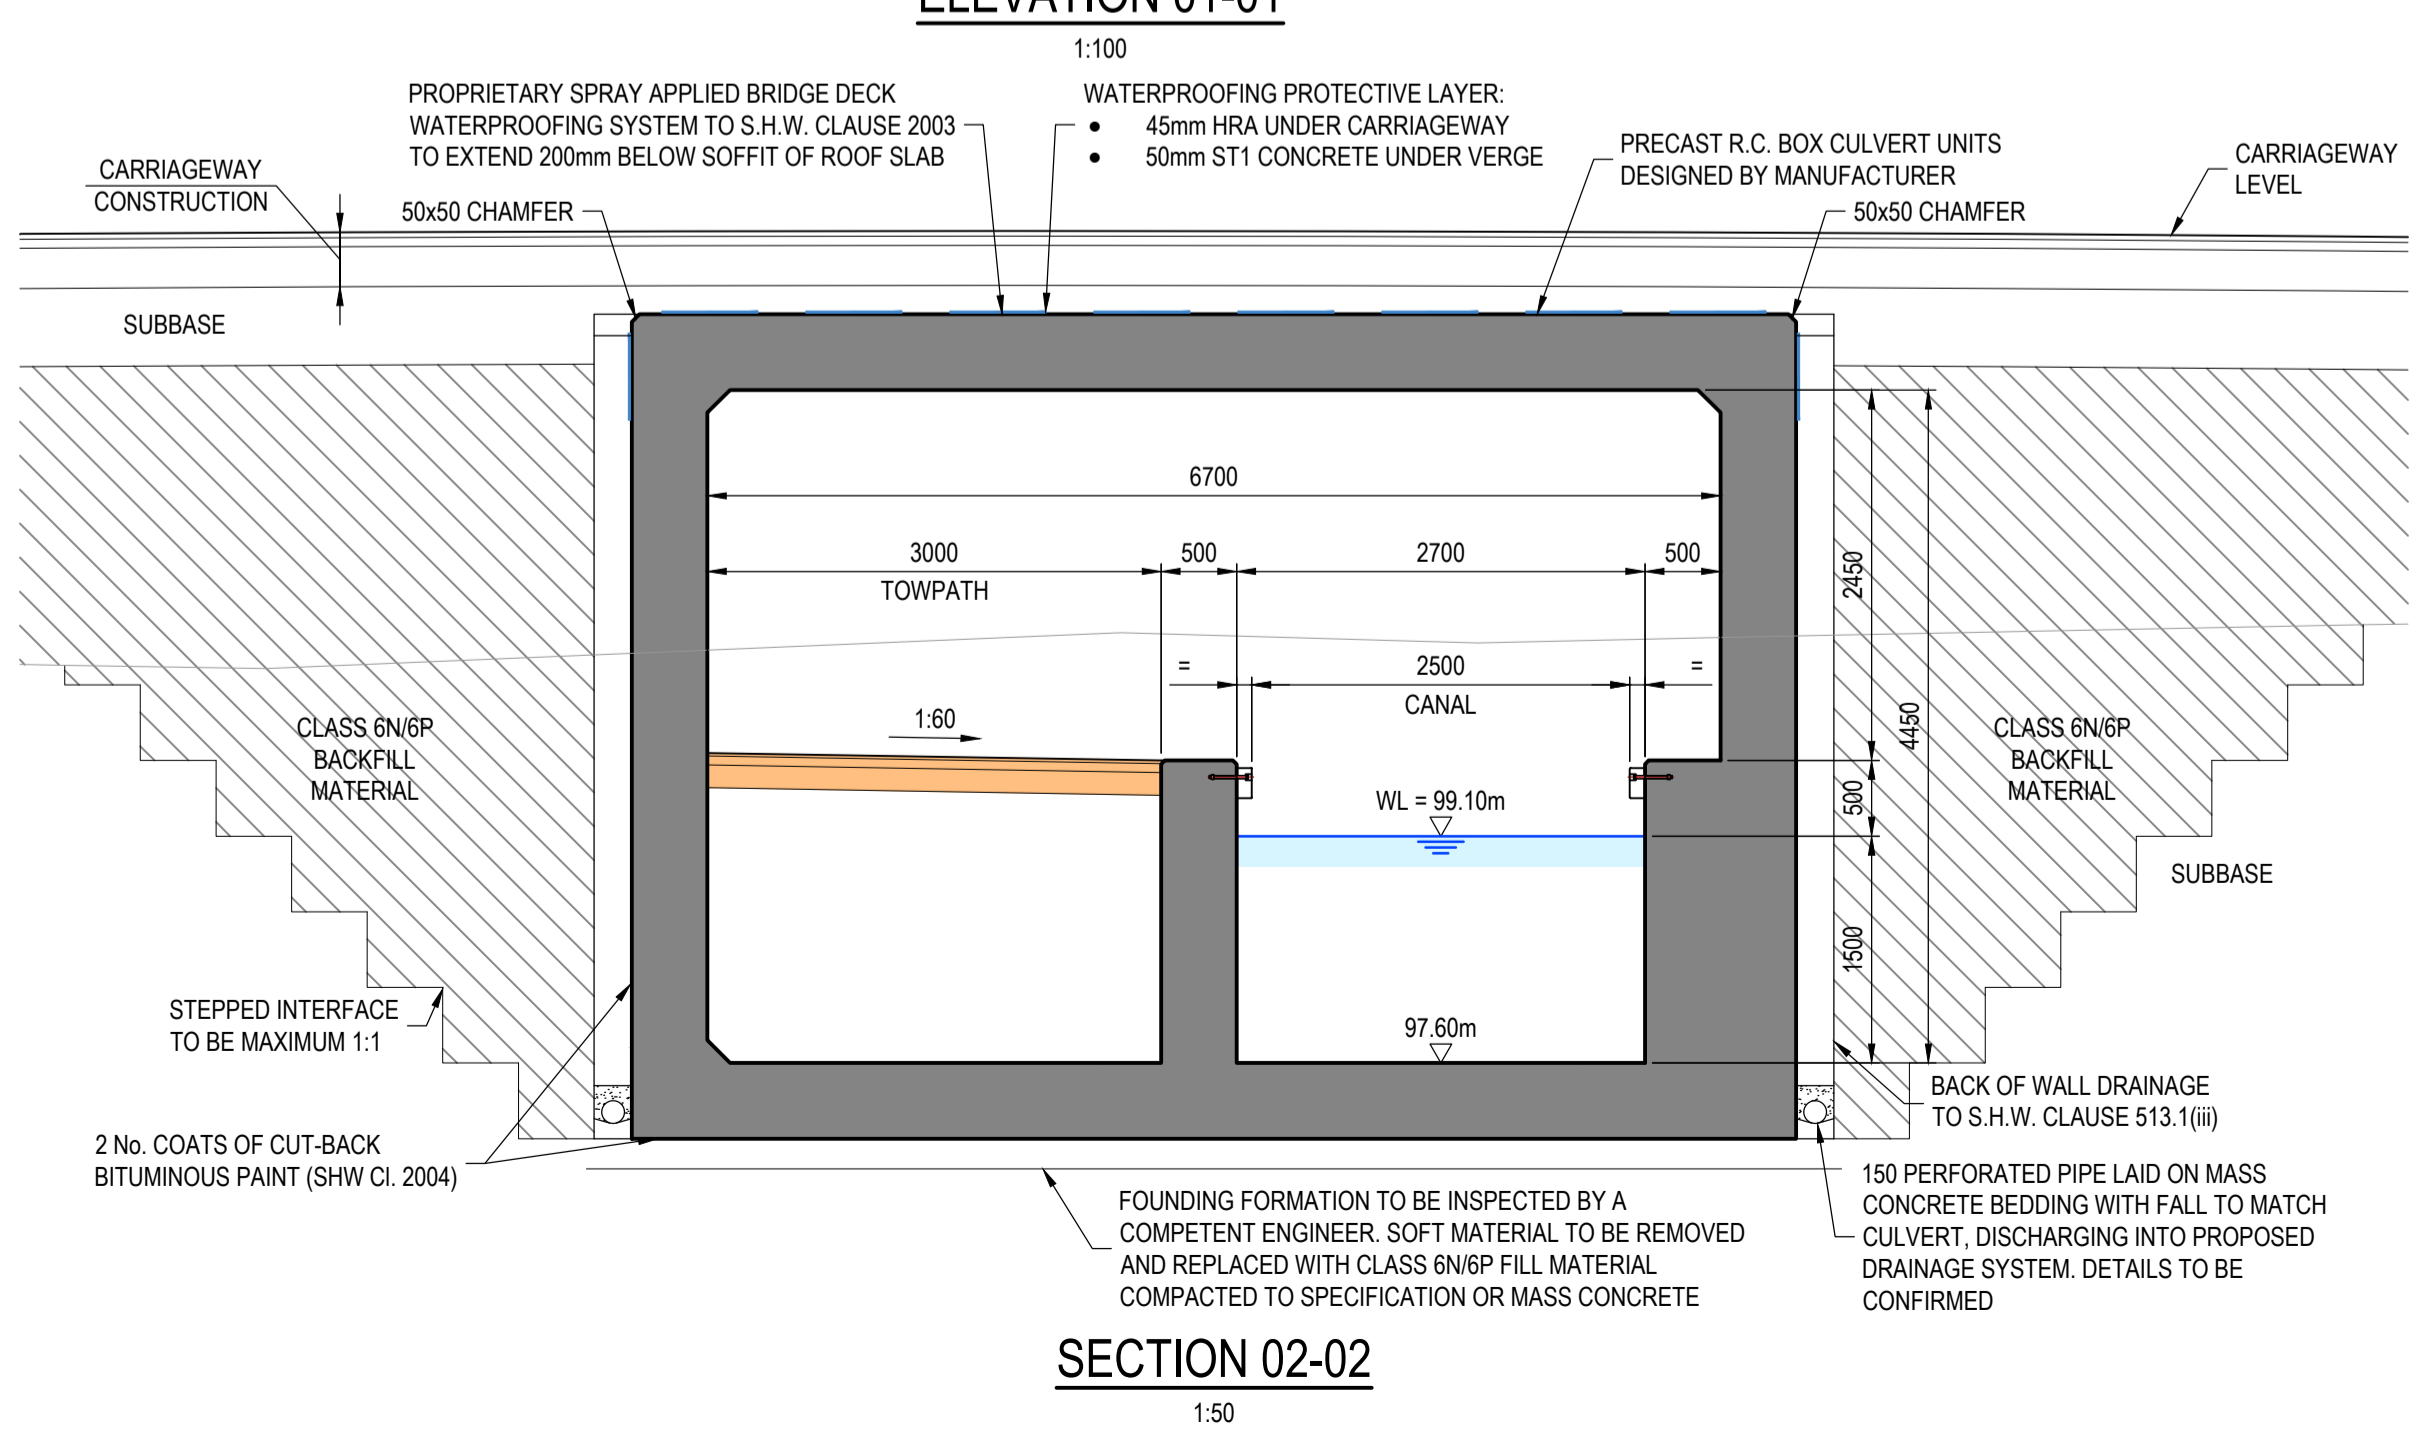 ELEVATION 01-01
1:100
PROPRIETARY SPRAY APPLIED BRIDGE DECK
WATERPROOFING SYSTEM TO S.H.W. CLAUSE 2003
TO EXTEND 200mm BELOW SOFFIT OF ROOF SLAB
WATERPROOFING PROTECTIVE LAYER:
● 45mm HRA UNDER CARRIAGEWAY
● 50mm ST1 CONCRETE UNDER VERGE
PRECAST R.C. BOX CULVERT UNITS
DESIGNED BY MANUFACTURER
CARRIAGEWAY
LEVEL
CARRIAGEWAY
CONSTRUCTION
50x50 CHAMFER
50x50 CHAMFER
SUBBASE
6700
3000
TOWPATH
500
2700
500
2450
=
2500
=
CANAL
1:60
4450
CLASS 6N/6P
BACKFILL
MATERIAL
CLASS 6N/6P
BACKFILL
MATERIAL
WL = 99.10m
500
SUBBASE
1500
STEPPED INTERFACE
TO BE MAXIMUM 1:1
97.60m
BACK OF WALL DRAINAGE
TO S.H.W. CLAUSE 513.1(iii)
2 No. COATS OF CUT-BACK
BITUMINOUS PAINT (SHW Cl. 2004)
FOUNDING FORMATION TO BE INSPECTED BY A
COMPETENT ENGINEER. SOFT MATERIAL TO BE REMOVED
AND REPLACED WITH CLASS 6N/6P FILL MATERIAL
COMPACTED TO SPECIFICATION OR MASS CONCRETE
150 PERFORATED PIPE LAID ON MASS
CONCRETE BEDDING WITH FALL TO MATCH
CULVERT, DISCHARGING INTO PROPOSED
DRAINAGE SYSTEM. DETAILS TO BE
CONFIRMED
SECTION 02-02
1:50